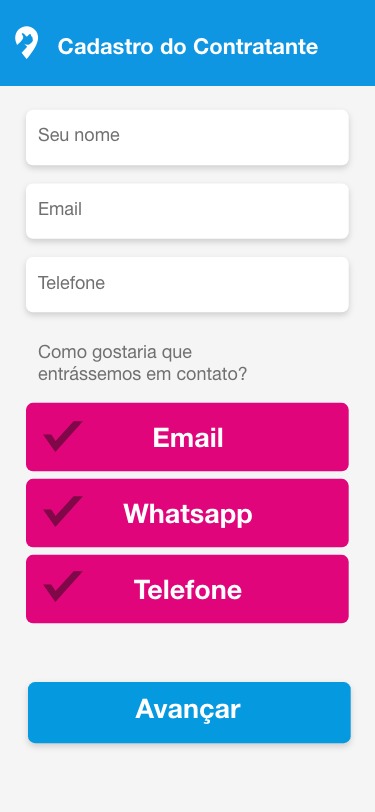 Cadastro do Contratante
Seu nome
Email
Telefone
Como gostaria que
entrássemos em contato?
Email
Whatsapp
Telefone
Avançar